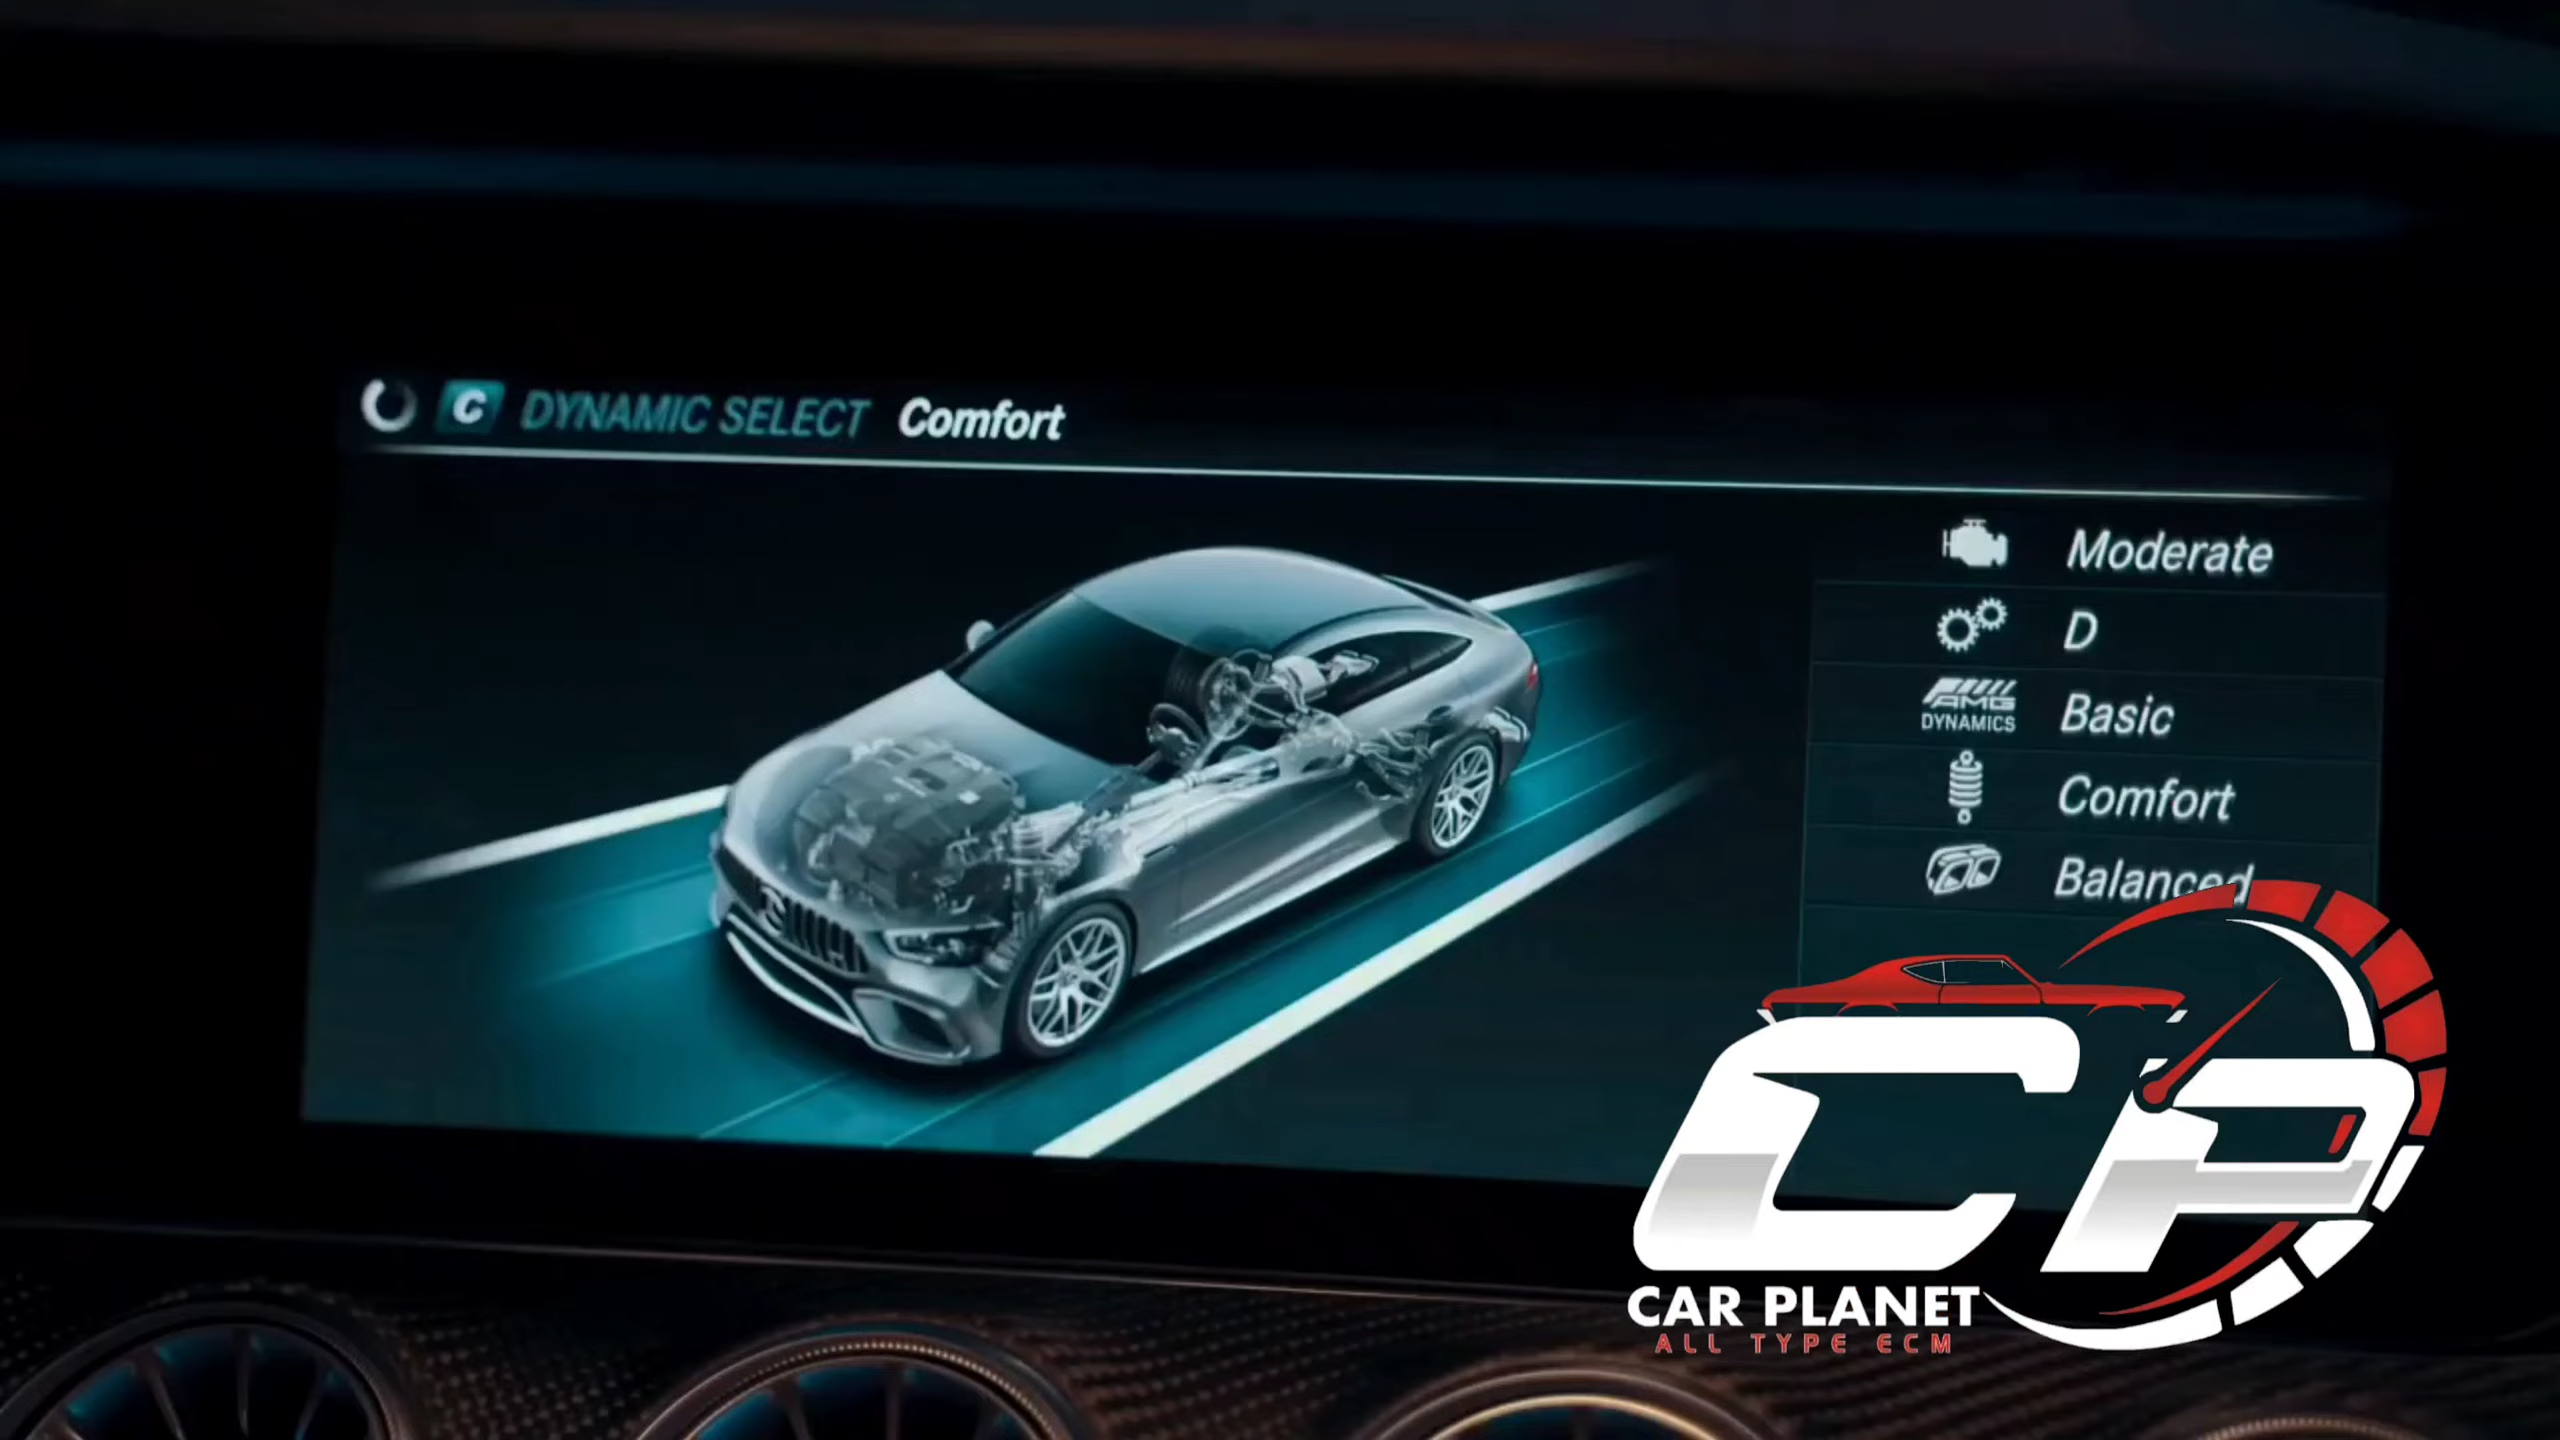 C DYNAMIC SELECT Comfort
Moderate
D
AMG DYNAMICS Basic
Comfort
Balanced
CP
CAR PLANET
ALL TYPE ECM